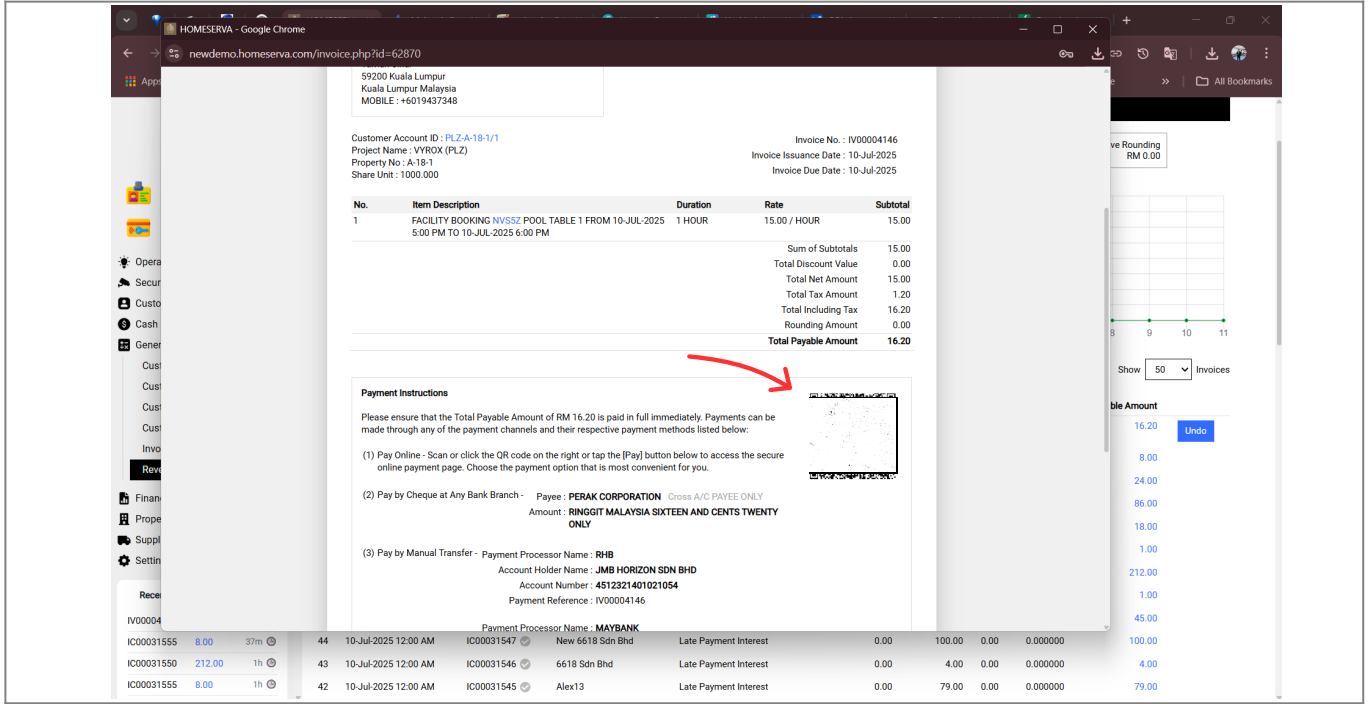 HOMESERVA - Google Chrome
newdemo.homeserva.com/invoice.php?id=62870
Apps
All Bookmarks
59200 Kuala Lumpur
Kuala Lumpur Malaysia
MOBILE : +6019437348
Customer Account ID : PLZ-A-18-1/1
Project Name : VYROX (PLZ)
Property No : A-18-1
Share Unit : 1000.000
Invoice No. : IV00004146
Invoice Issuance Date : 10-Jul-2025
Invoice Due Date : 10-Jul-2025
No. Item Description Duration Rate Subtotal
1 FACILITY BOOKING NVS5Z POOL TABLE 1 FROM 10-JUL-2025 1 HOUR 15.00 / HOUR 15.00
5:00 PM TO 10-JUL-2025 6:00 PM
Sum of Subtotals 15.00
Total Discount Value 0.00
Total Net Amount 15.00
Total Tax Amount 1.20
Total Including Tax 16.20
Rounding Amount 0.00
Total Payable Amount 16.20
Payment Instructions
Please ensure that the Total Payable Amount of RM 16.20 is paid in full immediately. Payments can be
made through any of the payment channels and their respective payment methods listed below:
(1) Pay Online - Scan or click the QR code on the right or tap the [Pay] button below to access the secure
online payment page. Choose the payment option that is most convenient for you.
(2) Pay by Cheque at Any Bank Branch - Payee : PERAK CORPORATION Cross A/C PAYEE ONLY
Amount : RINGGIT MALAYSIA SIXTEEN AND CENTS TWENTY
ONLY
(3) Pay by Manual Transfer - Payment Processor Name : RHB
Account Holder Name : JMB HORIZON SDN BHD
Account Number : 4512321401021054
Payment Reference : IV00004146
Payment Processor Name : MAYBANK
Opera
Secur
Custo
Cash
Gener
Cust
Cust
Cust
Cust
Invo
Reve
Finan
Prope
Suppl
Settin
Recen
IV00004
IC00031555 8.00 37m
IC00031550 212.00 1h
IC00031555 8.00 1h
ve Rounding
RM 0.00
8 9 10 11
Show 50 Invoices
ble Amount
16.20 Undo
8.00
24.00
86.00
18.00
1.00
212.00
1.00
45.00
44 10-Jul-2025 12:00 AM IC00031547 New 6618 Sdn Bhd Late Payment Interest 0.00 100.00 0.00 0.000000 100.00
43 10-Jul-2025 12:00 AM IC00031546 6618 Sdn Bhd Late Payment Interest 0.00 4.00 0.00 0.000000 4.00
42 10-Jul-2025 12:00 AM IC00031545 Alex13 Late Payment Interest 0.00 79.00 0.00 0.000000 79.00